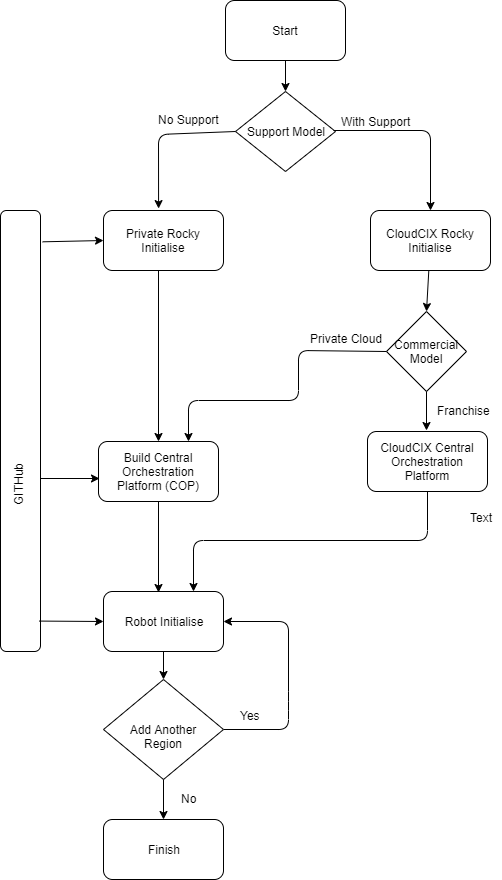 Start
Support Model
No Support
With Support
Private Rocky
Initialise
CloudCIX Rocky
Initialise
Private Cloud
Commercial
Model
Franchise
GITHub
Build Central
Orchestration
Platform (COP)
CloudCIX Central
Orchestration
Platform
Text
Robot Initialise
Add Another
Region
Yes
No
Finish